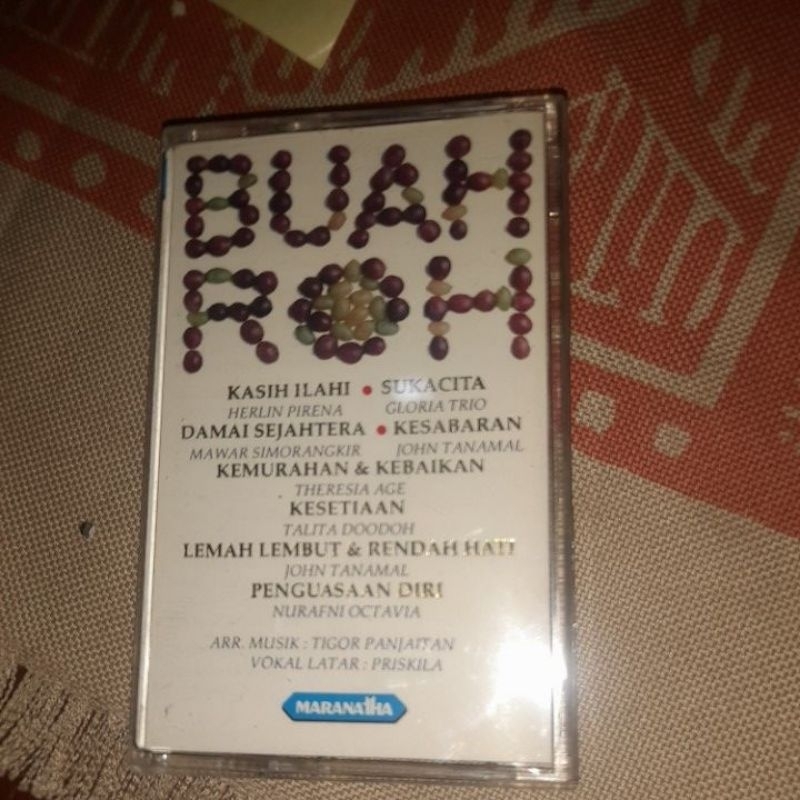 BUAH
ROH
KASIH ILAHI • SUKACITA
HERLIN PIRENA GLORIA TRIO
DAMAI SEJAHTERA • KESABARAN
MAWAR SIMORANGKIR JOHN TANAMAL
KEMURAHAN & KEBAIKAN
THERESIA AGE
KESETIAAN
TALITA DOODOH
LEMAH LEMBUT & RENDAH HATI
JOHN TANAMAL
PENGUASAAN DIRI
NURAFNI OCTAVIA
ARR. MUSIK : TIGOR PANJAITAN
VOKAL LATAR : PRISKILA
MARANATHA